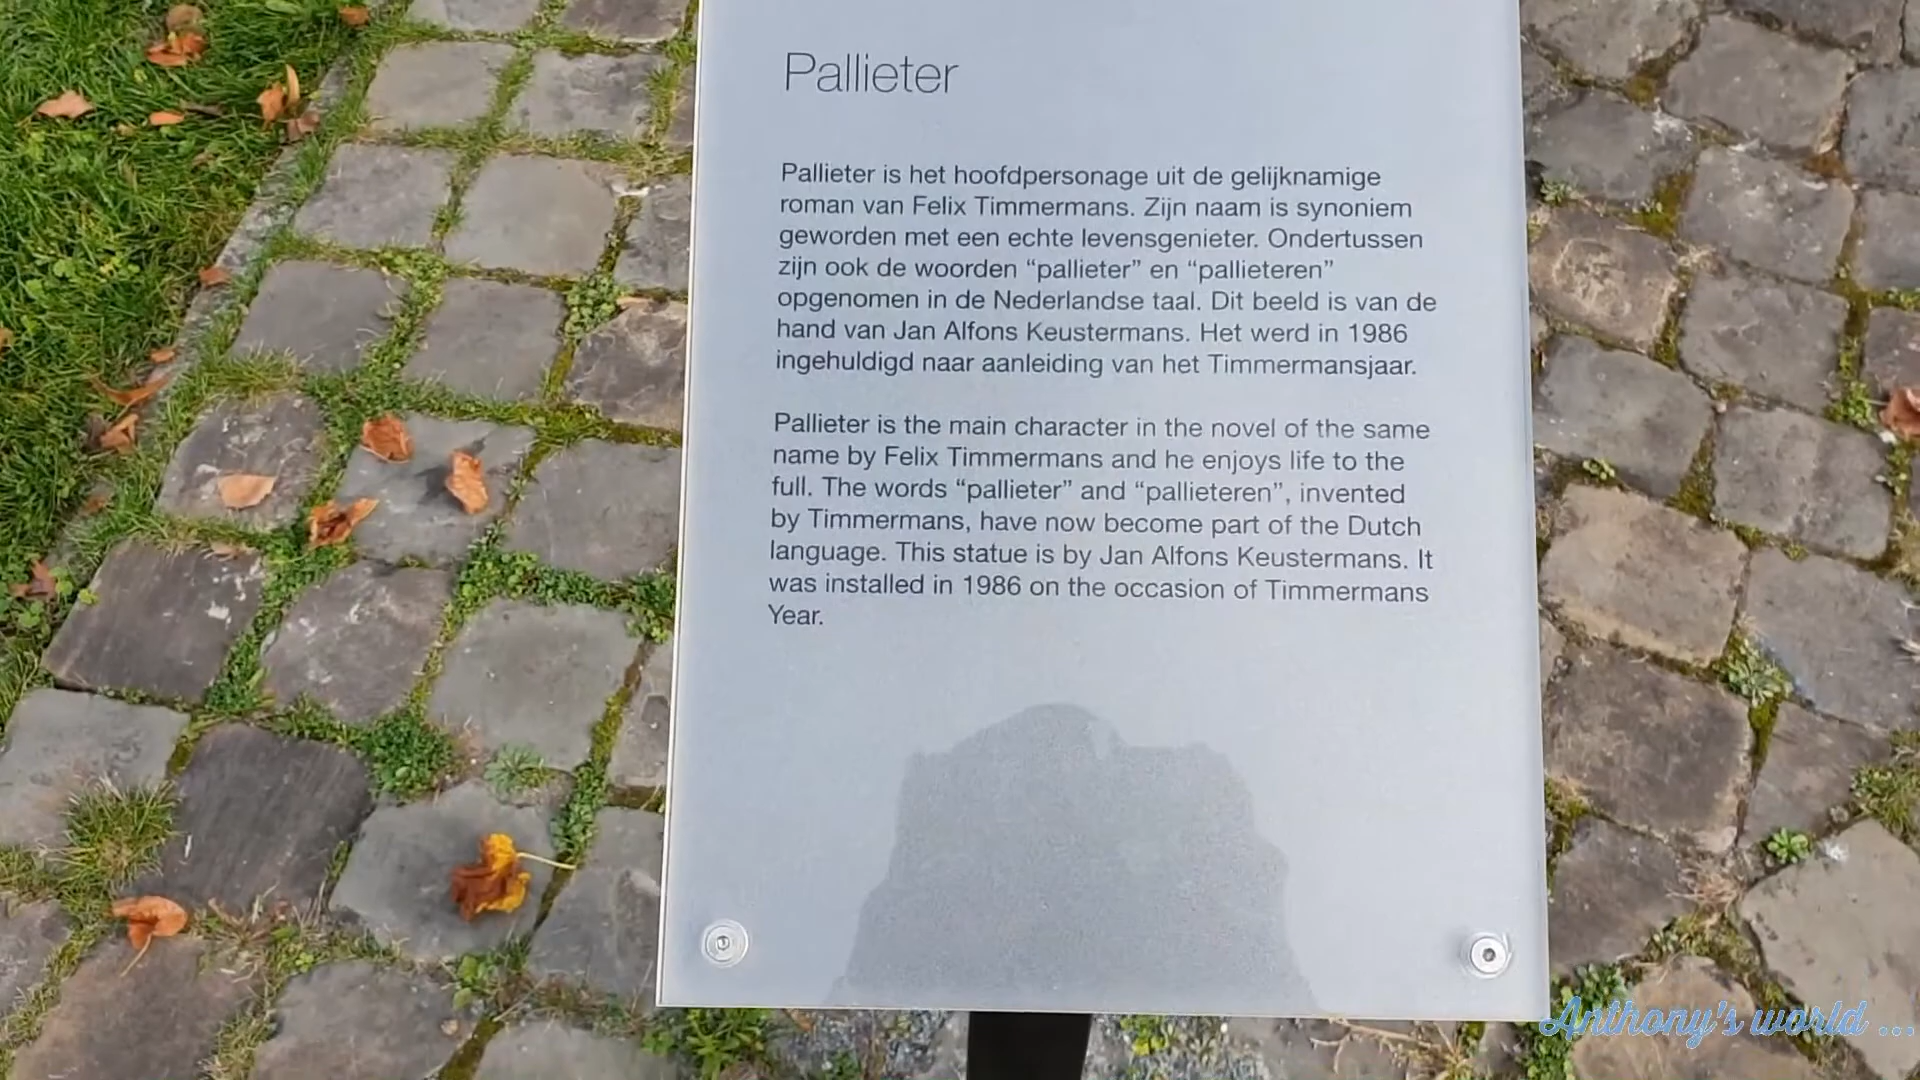 Pallieter
Pallieter is het hoofdpersonage uit de gelijknamige
roman van Felix Timmermans. Zijn naam is synoniem
geworden met een echte levensgenieter. Ondertussen
zijn ook de woorden “pallieter” en “pallieteren”
opgenomen in de Nederlandse taal. Dit beeld is van de
hand van Jan Alfons Keustermans. Het werd in 1986
ingehuldigd naar aanleiding van het Timmermansjaar.
Pallieter is the main character in the novel of the same
name by Felix Timmermans and he enjoys life to the
full. The words “pallieter” and “pallieteren”, invented
by Timmermans, have now become part of the Dutch
language. This statue is by Jan Alfons Keustermans. It
was installed in 1986 on the occasion of Timmermans
Year.
Anthony's world ...